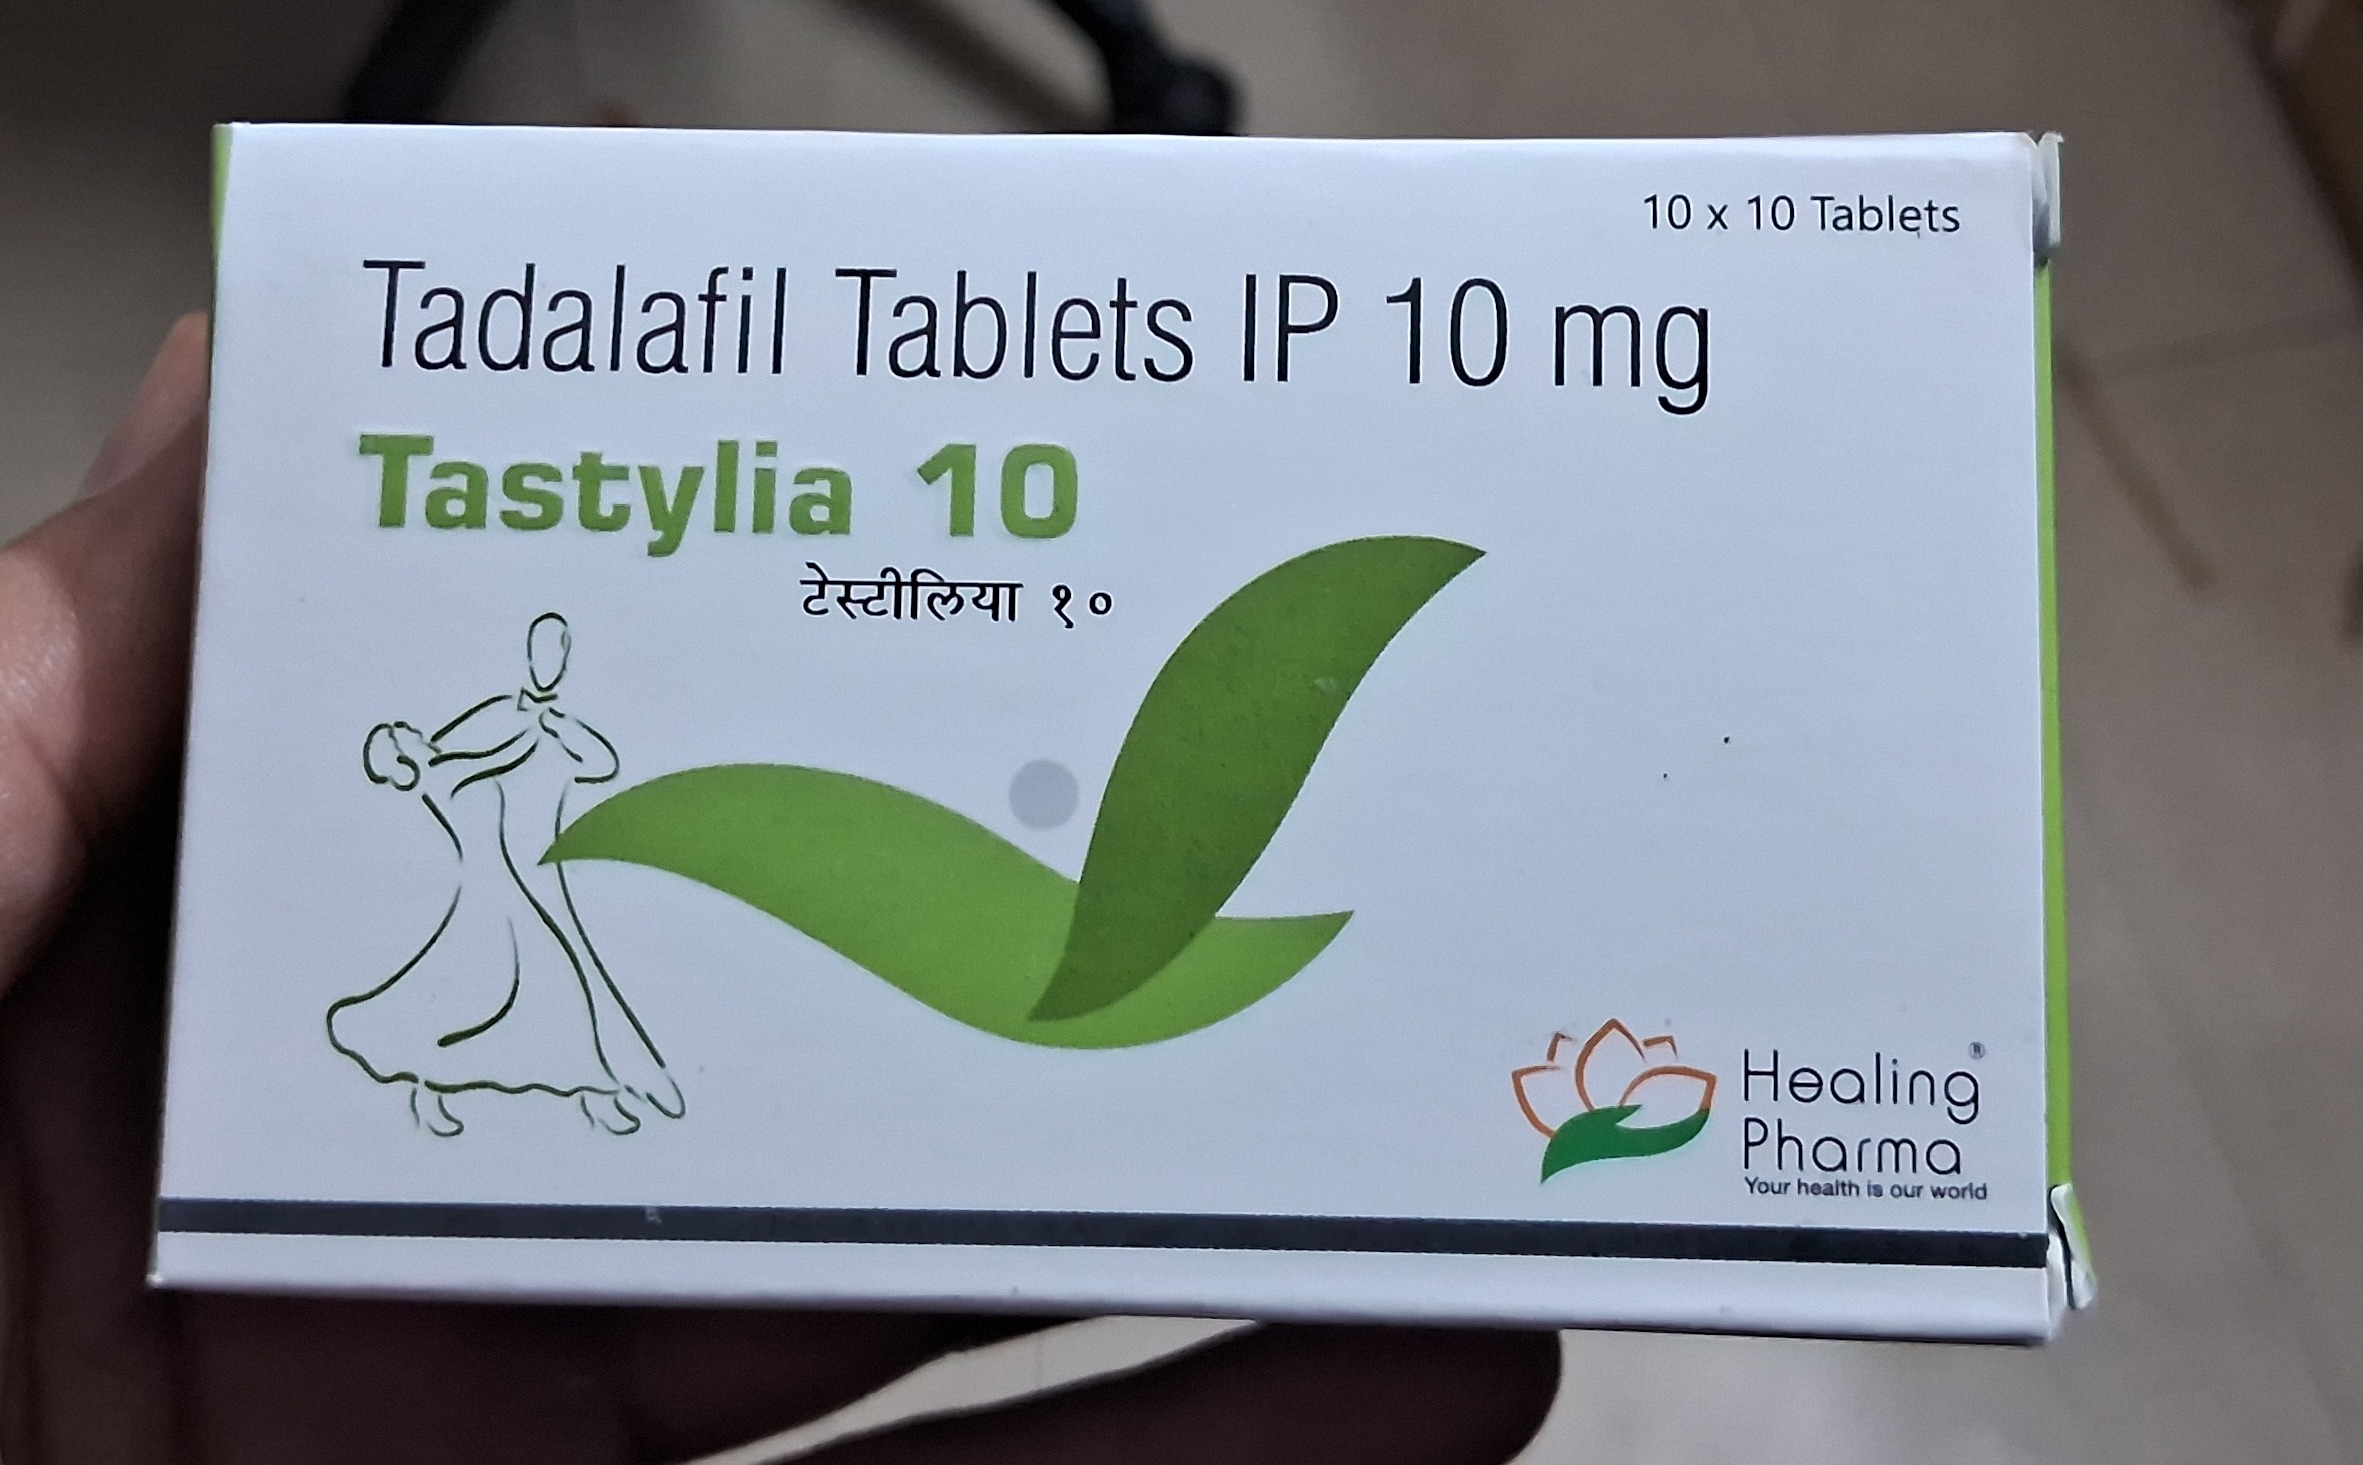 10 x 10 Tablets
Tadalafil Tablets IP 10 mg
Tastylia 10
टेस्टीलिया १०
Healing®
Pharma
Your health is our world